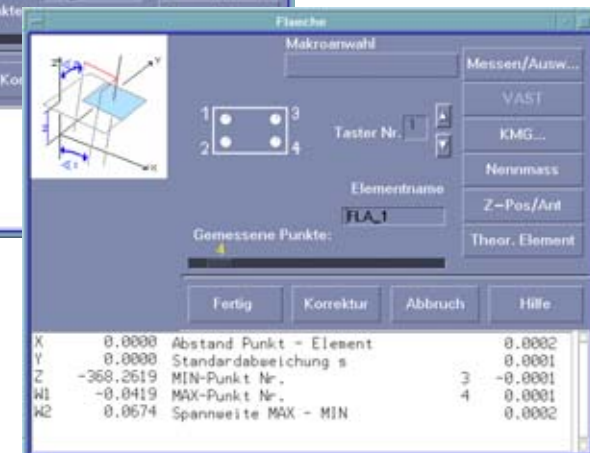 Flaeche
Makroanwahl
Messen/Ausw...
VAST
1 3
2 4
Taster Nr. 1
KMG...
Nennmass
Elementname
FLA_1
Z-Pos/Ant
Gemessene Punkte:
4
Theor. Element
Fertig Korrektur Abbruch Hilfe
X 0.0000 Abstand Punkt - Element 0.0002
Y 0.0000 Standardabweichung s 0.0001
Z -368.2619 MIN-Punkt Nr. 3 -0.0001
W1 -0.0419 MAX-Punkt Nr. 4 0.0001
W2 0.0674 Spannweite MAX - MIN 0.0002